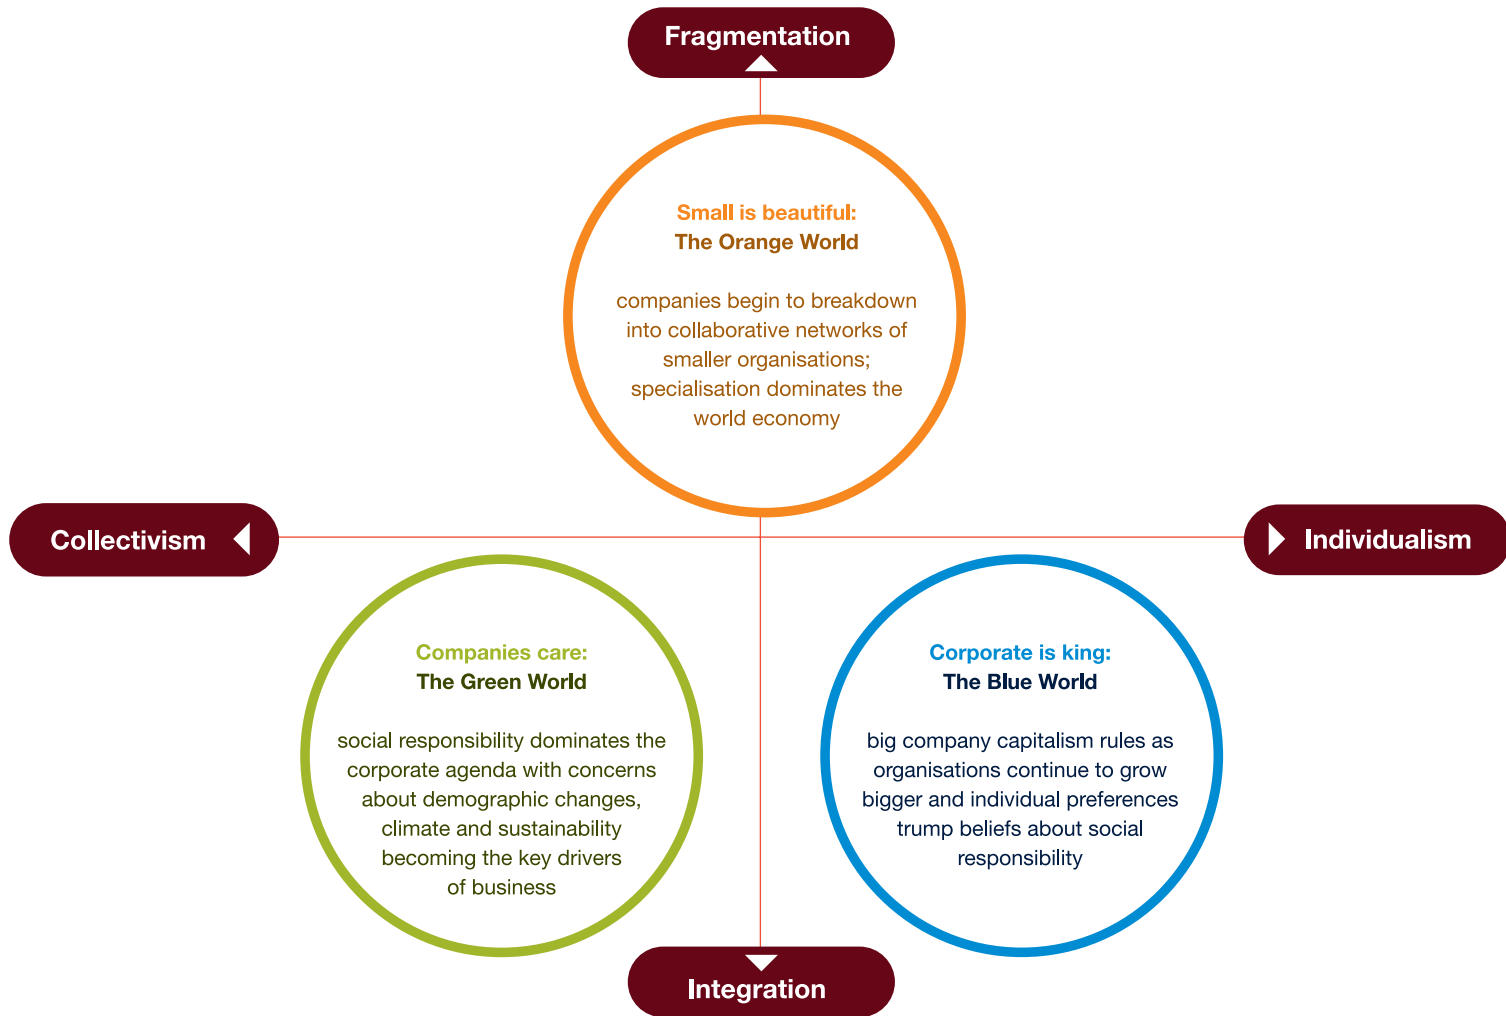 Fragmentation
Small is beautiful:
The Orange World
companies begin to breakdown
into collaborative networks of
smaller organisations;
specialisation dominates the
world economy
Collectivism
Individualism
Companies care:
The Green World
social responsibility dominates the
corporate agenda with concerns
about demographic changes,
climate and sustainability
becoming the key drivers
of business
Corporate is king:
The Blue World
big company capitalism rules as
organisations continue to grow
bigger and individual preferences
trump beliefs about social
responsibility
Integration